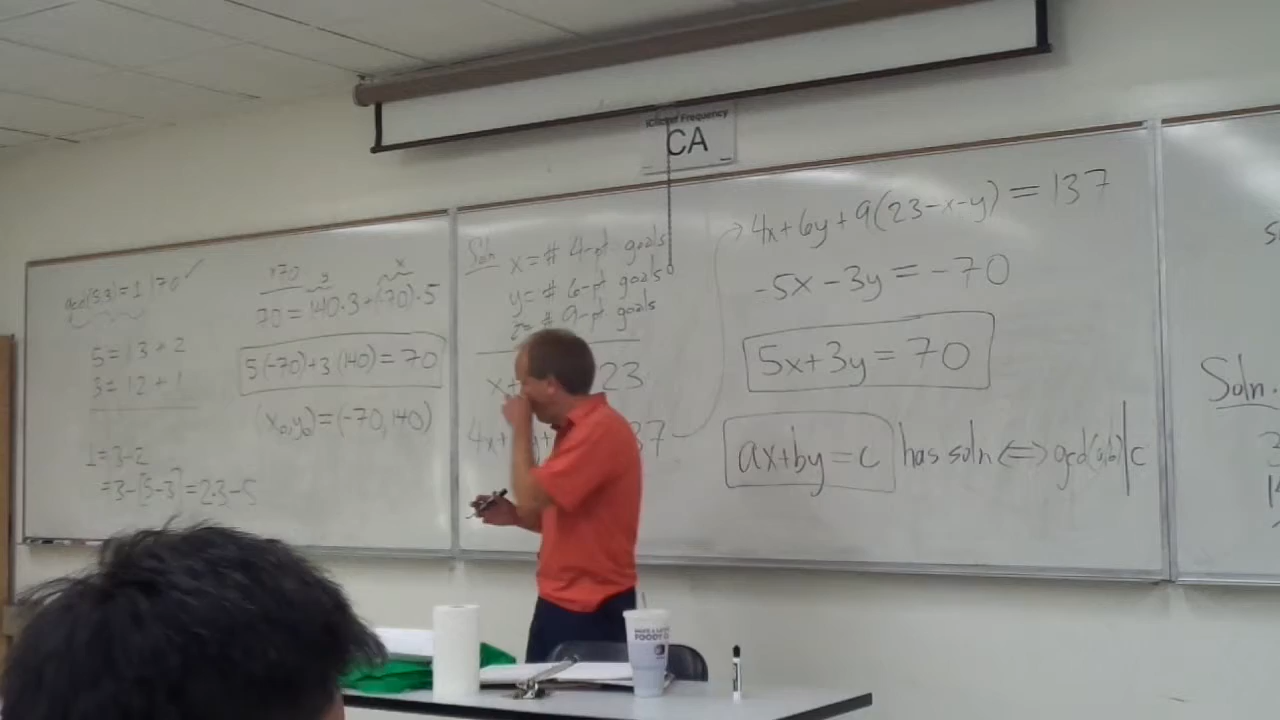 gcd(5,3)=1 | 70 ✓
5=1·3+2
3=1·2+1
1=3-2
=3-[5-3]=2·3-5
x70
y x
70=140·3+(-70)·5
5(-70)+3(140)=70
(x₀,y₀)=(-70,140)
Soln x=# 4-pt goals
y=# 6-pt goals
z=# 9-pt goals
x+ 23
4x+ y+ 37
iClicker Frequency
CA
4x+6y+9(23-x-y)=137
-5x-3y=-70
5x+3y=70
ax+by=c has soln ⟺ gcd(a,b)|c
Soln.